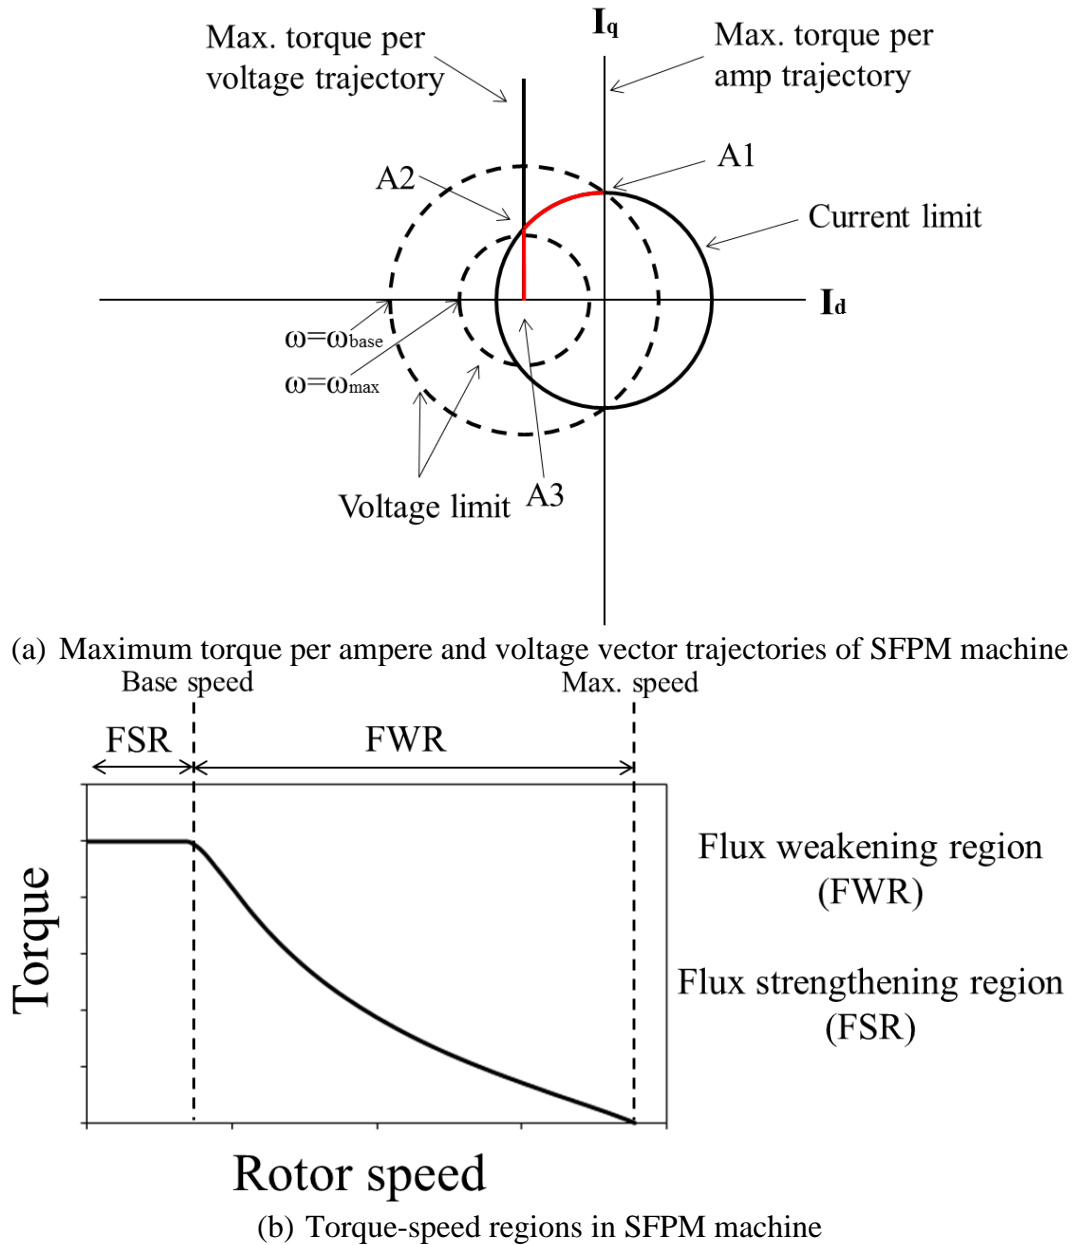 Max. torque per
voltage trajectory
Iq
Max. torque per
amp trajectory
A1
A2
Current limit
Id
ω=ωbase
ω=ωmax
Voltage limit
A3
(a) Maximum torque per ampere and voltage vector trajectories of SFPM machine
Base speed
Max. speed
FSR
FWR
Flux weakening region
(FWR)
Flux strengthening region
(FSR)
Torque
Rotor speed
(b) Torque-speed regions in SFPM machine